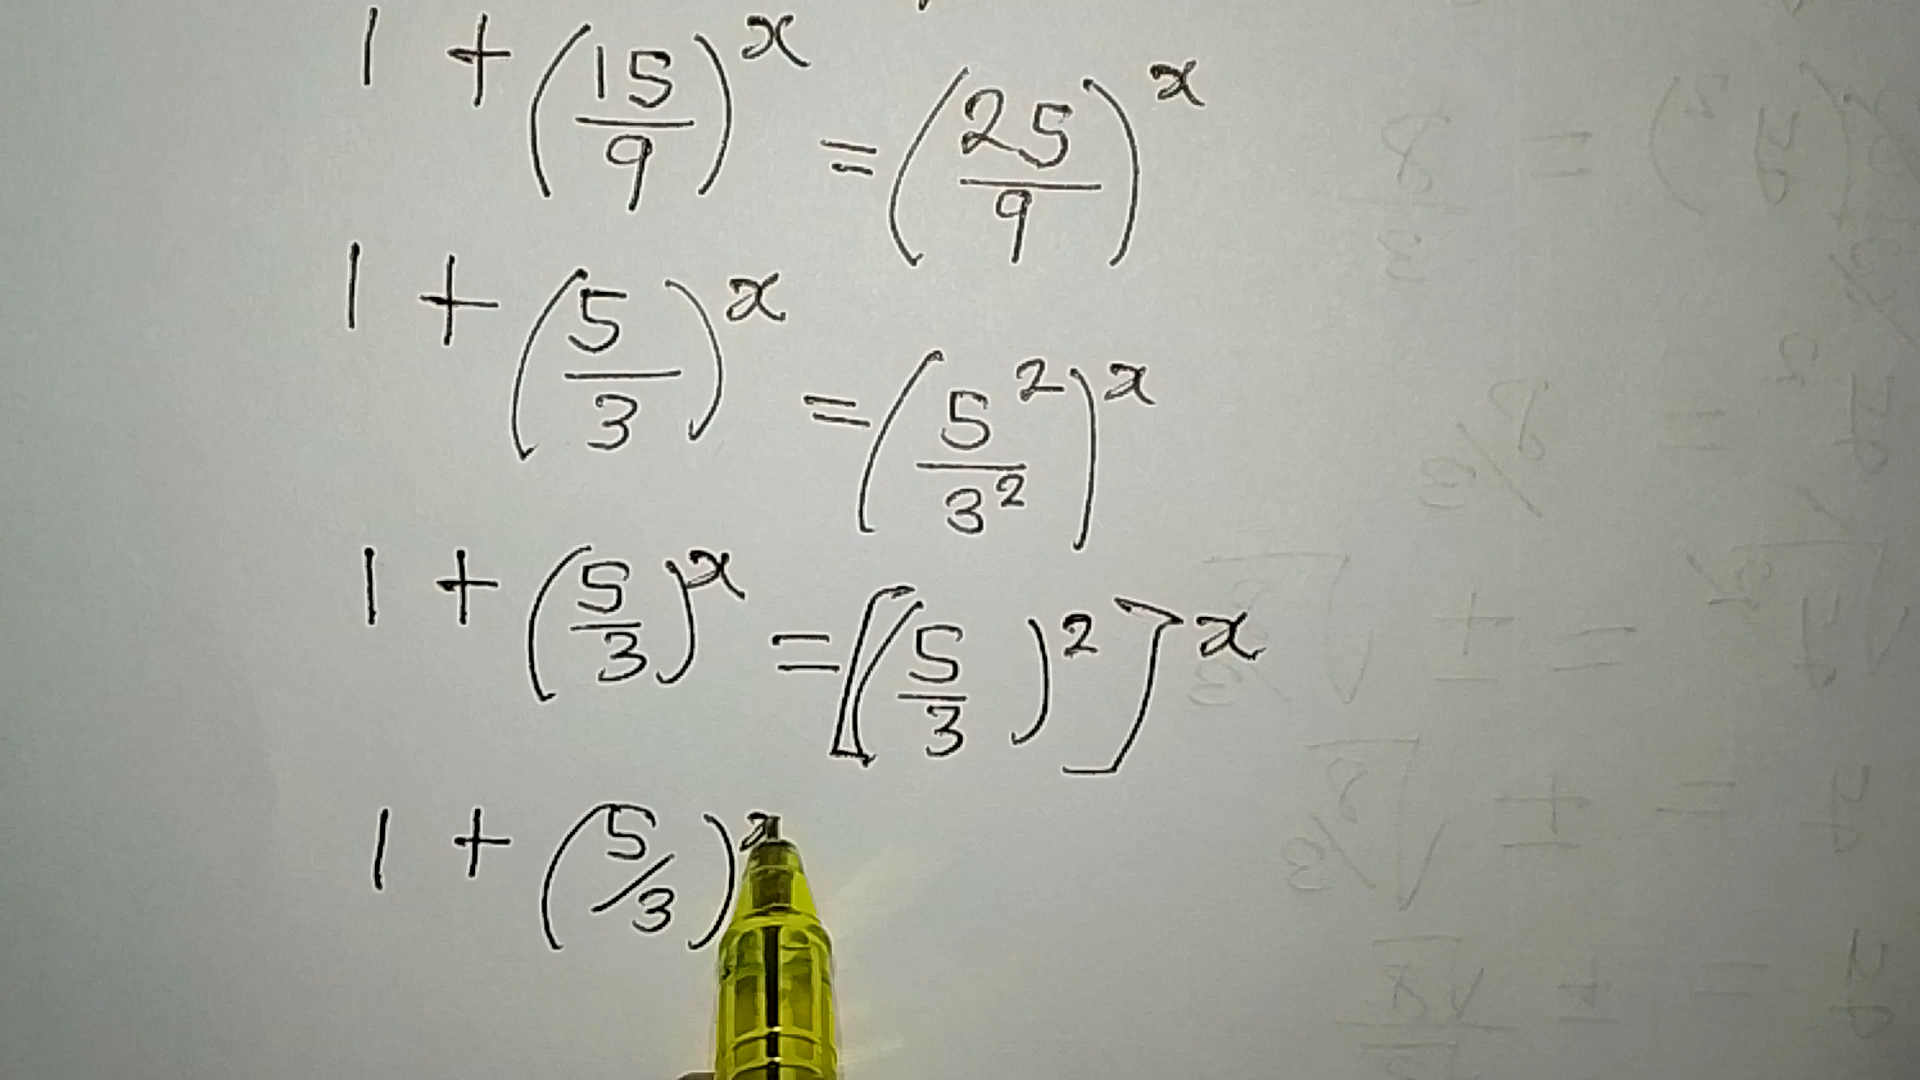 1 + (15/9)^x = (25/9)^x
1 + (5/3)^x = (5^2/3^2)^x
1 + (5/3)^x = [(5/3)^2]^x
1 + (5/3)^x